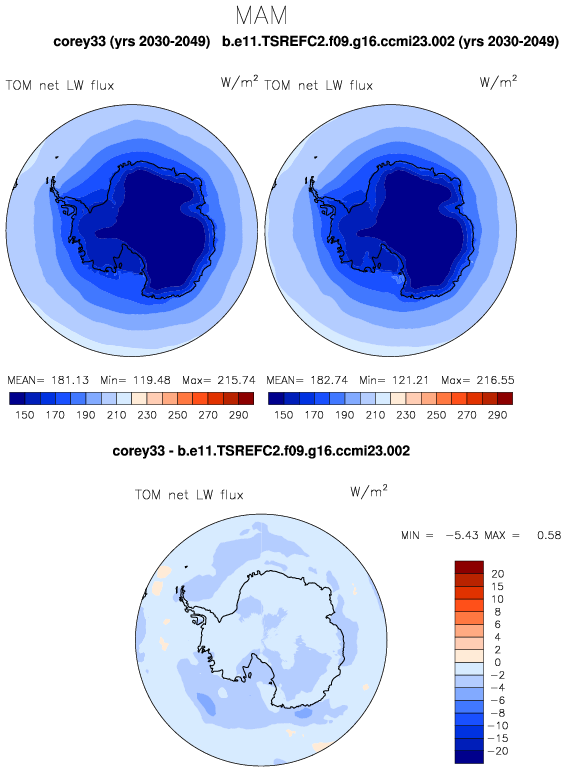 MAM
corey33 (yrs 2030-2049) b.e11.TSREFC2.f09.g16.ccmi23.002 (yrs 2030-2049)
TOM net LW flux W/m² TOM net LW flux W/m²
MEAN= 181.13 Min= 119.48 Max= 215.74 MEAN= 182.74 Min= 121.21 Max= 216.55
150 170 190 210 230 250 270 290 150 170 190 210 230 250 270 290
corey33 - b.e11.TSREFC2.f09.g16.ccmi23.002
TOM net LW flux W/m²
MIN = -5.43 MAX = 0.58
20
15
10
8
6
4
2
0
-2
-4
-6
-8
-10
-15
-20